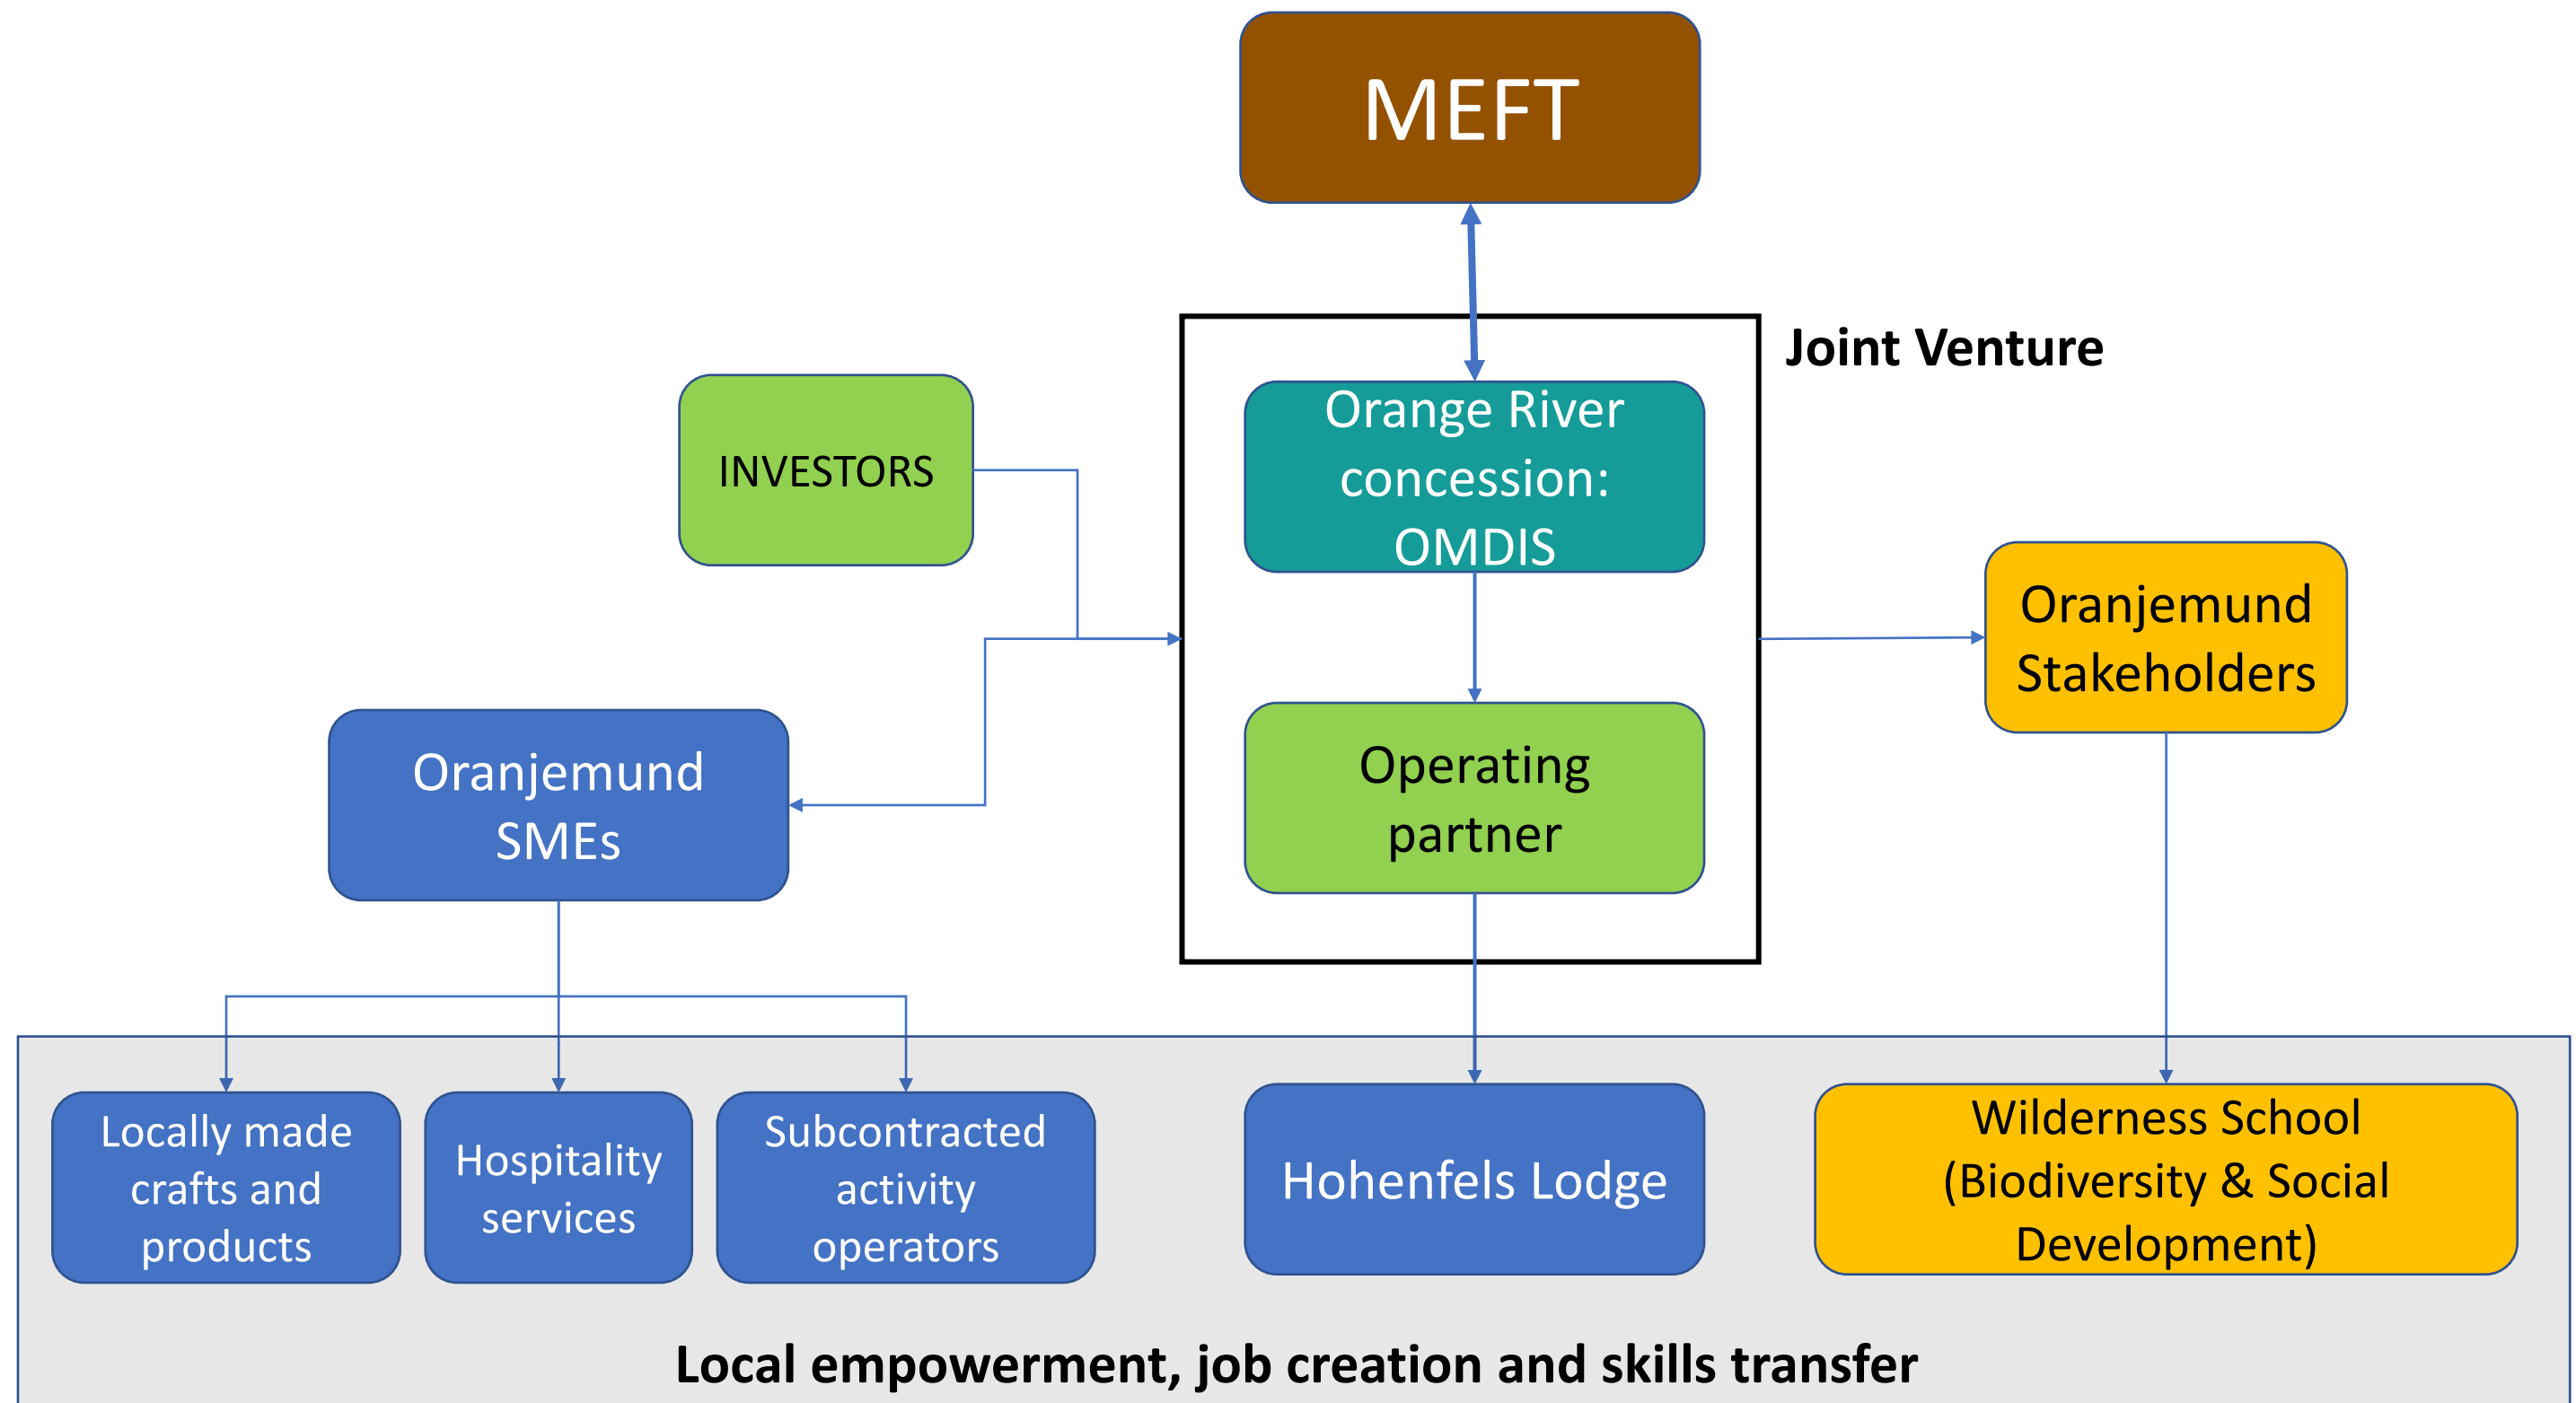 MEFT
Joint Venture
Orange River
concession:
OMDIS
INVESTORS
Oranjemund
Stakeholders
Oranjemund
SMEs
Operating
partner
Locally made
crafts and
products
Hospitality
services
Subcontracted
activity
operators
Hohenfels Lodge
Wilderness School
(Biodiversity & Social
Development)
Local empowerment, job creation and skills transfer